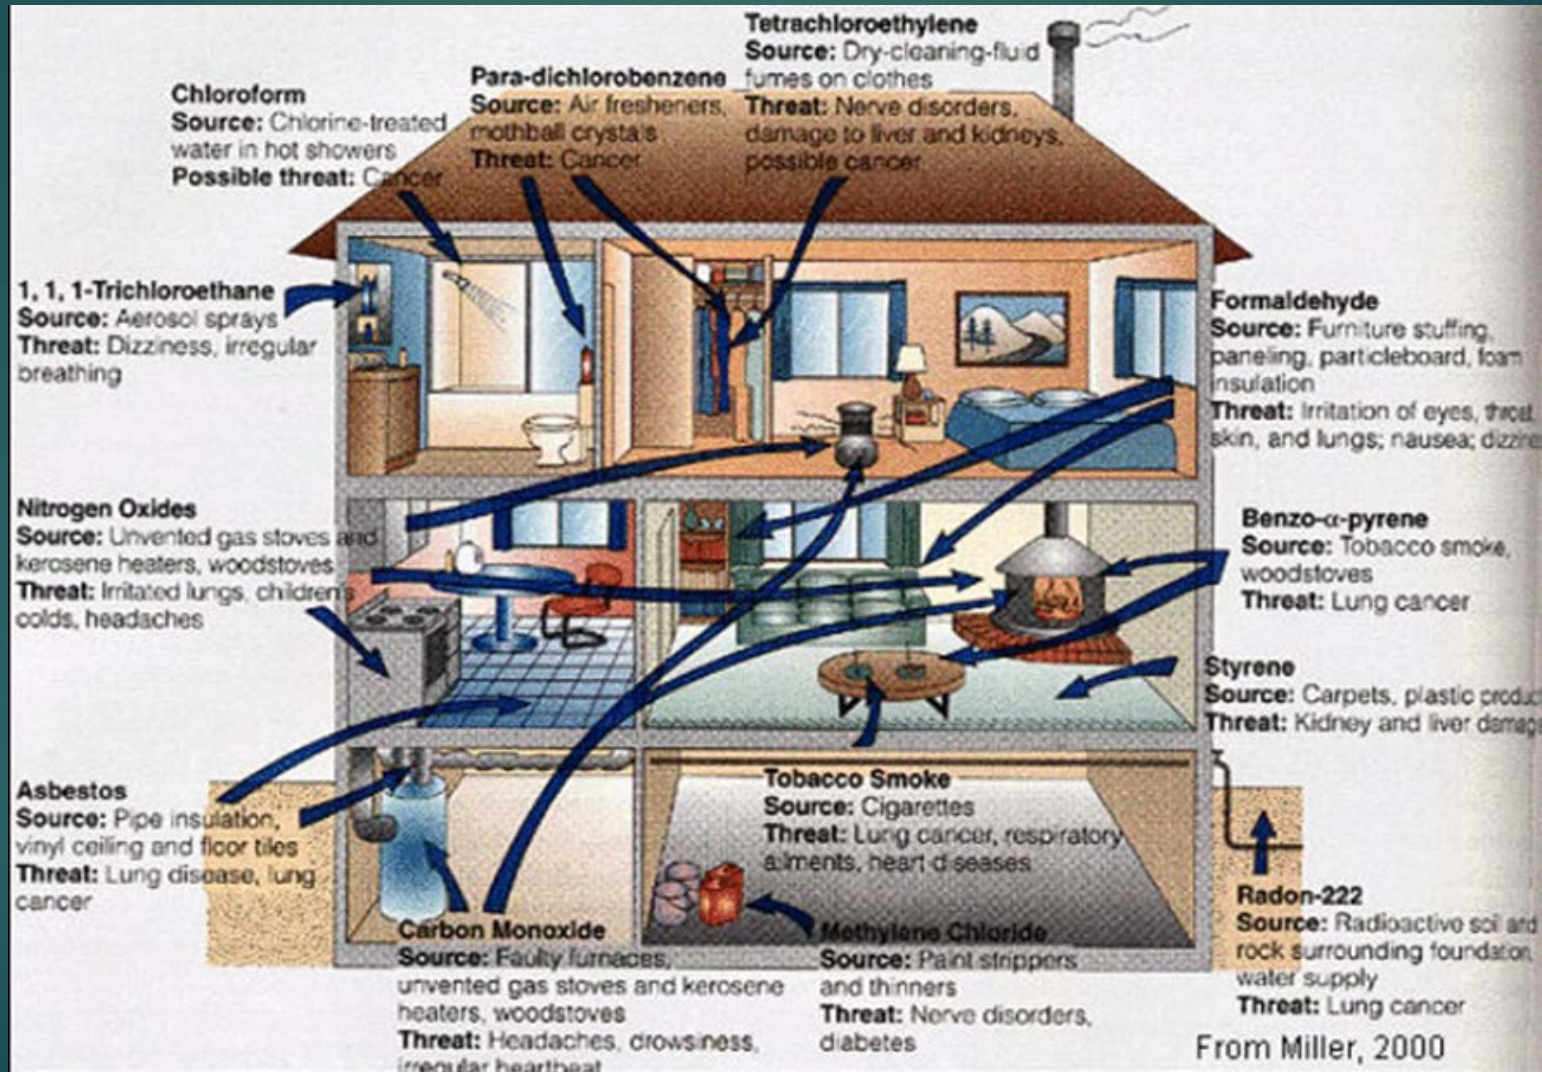 Tetrachloroethylene
Source: Dry-cleaning-fluid
fumes on clothes
Threat: Nerve disorders,
damage to liver and kidneys,
possible cancer
Para-dichlorobenzene
Source: Air fresheners,
mothball crystals
Threat: Cancer
Chloroform
Source: Chlorine-treated
water in hot showers
Possible threat: Cancer
1, 1, 1-Trichloroethane
Source: Aerosol sprays
Threat: Dizziness, irregular
breathing
Formaldehyde
Source: Furniture stuffing,
paneling, particleboard, foam
insulation
Threat: Irritation of eyes, throat,
skin, and lungs; nausea; dizzine
Nitrogen Oxides
Source: Unvented gas stoves and
kerosene heaters, woodstoves
Threat: Irritated lungs, children's
colds, headaches
Benzo-α-pyrene
Source: Tobacco smoke,
woodstoves
Threat: Lung cancer
Styrene
Source: Carpets, plastic produc
Threat: Kidney and liver damage
Asbestos
Source: Pipe insulation,
vinyl ceiling and floor tiles
Threat: Lung disease, lung
cancer
Tobacco Smoke
Source: Cigarettes
Threat: Lung cancer, respiratory
ailments, heart diseases
Carbon Monoxide
Source: Faulty furnaces,
unvented gas stoves and kerosene
heaters, woodstoves
Threat: Headaches, drowsiness,
irregular heartbeat
Methylene Chloride
Source: Paint strippers
and thinners
Threat: Nerve disorders,
diabetes
Radon-222
Source: Radioactive soil and
rock surrounding foundation,
water supply
Threat: Lung cancer
From Miller, 2000